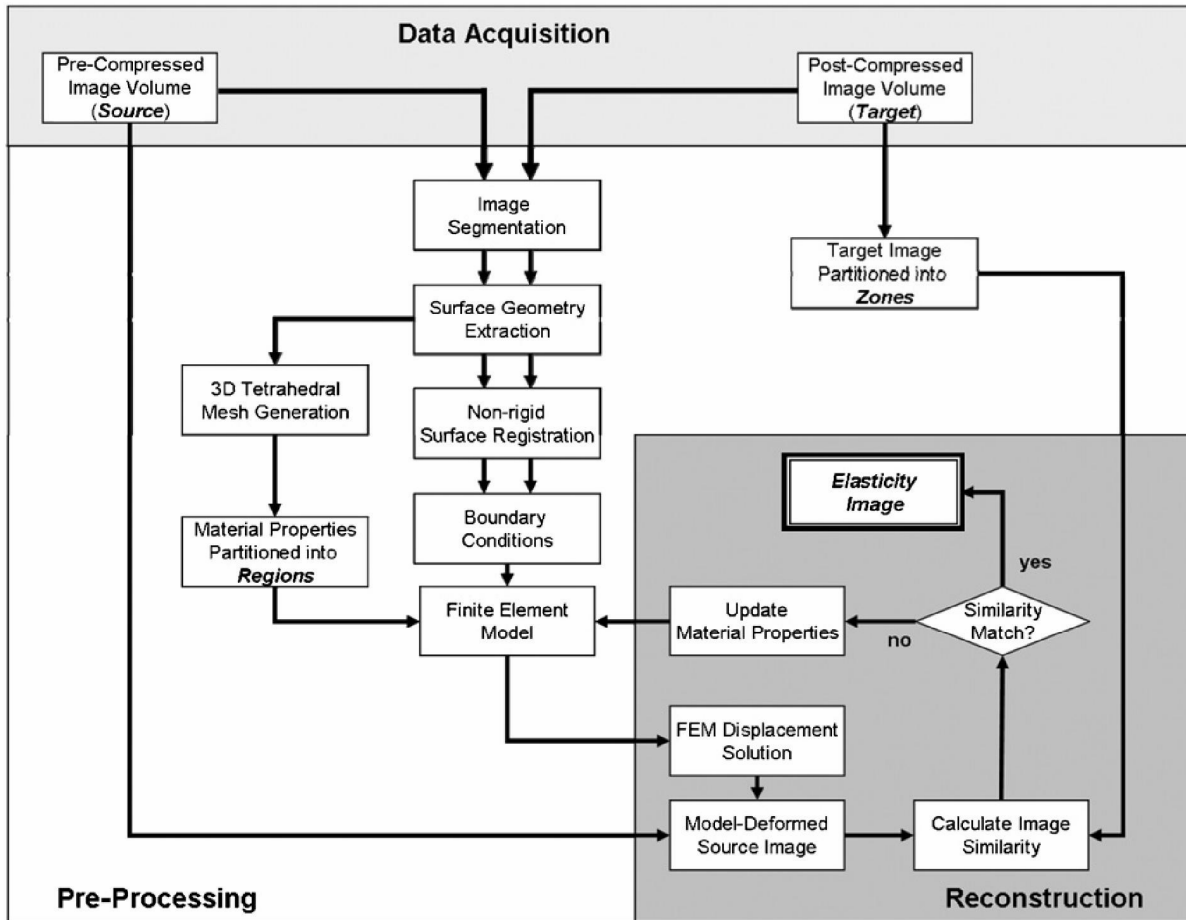 Data Acquisition
Pre-Compressed
Image Volume
(Source)
Post-Compressed
Image Volume
(Target)
Image
Segmentation
Target Image
Partitioned into
Zones
Surface Geometry
Extraction
3D Tetrahedral
Mesh Generation
Non-rigid
Surface Registration
Elasticity
Image
Material Properties
Partitioned into
Regions
Boundary
Conditions
yes
Finite Element
Model
Update
Material Properties
no
Similarity
Match?
FEM Displacement
Solution
Model-Deformed
Source Image
Calculate Image
Similarity
Pre-Processing
Reconstruction